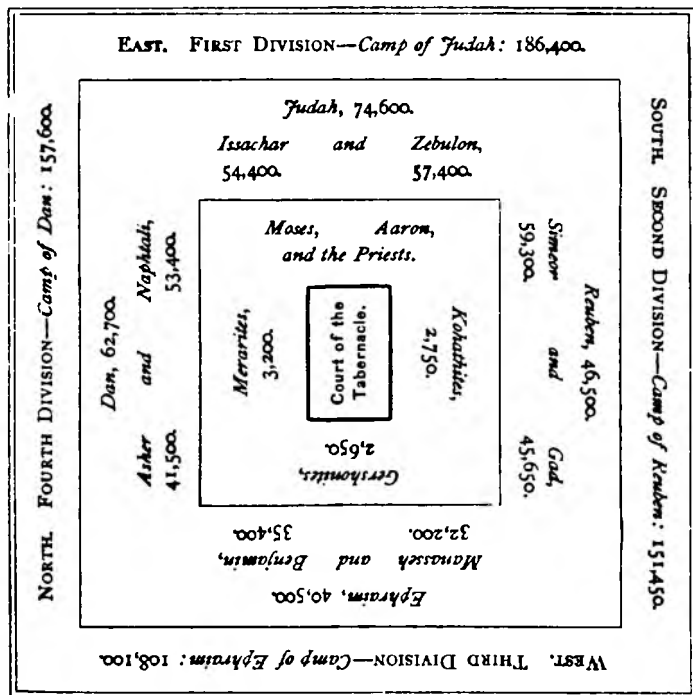 EAST. FIRST DIVISION—Camp of Judah: 186,400.
Judah, 74,600.
Issachar and Zebulon,
54,400. 57,400.
SOUTH. SECOND DIVISION—Camp of Reuben: 151,450.
Reuben, 46,500.
Simeor and Gad,
59,300. 45,650.
WEST. THIRD DIVISION—Camp of Ephraim: 108,100.
Ephraim, 40,500.
Manasseh and Benjamin,
32,200. 35,400.
NORTH. FOURTH DIVISION—Camp of Dan: 157,600.
Dan, 62,700.
Asher and Naphtali,
41,500. 53,400.
Moses, Aaron,
and the Priests.
Kohathites,
2,750.
Gershonites,
2,650.
Merarites,
3,200.
Court of the
Tabernacle.